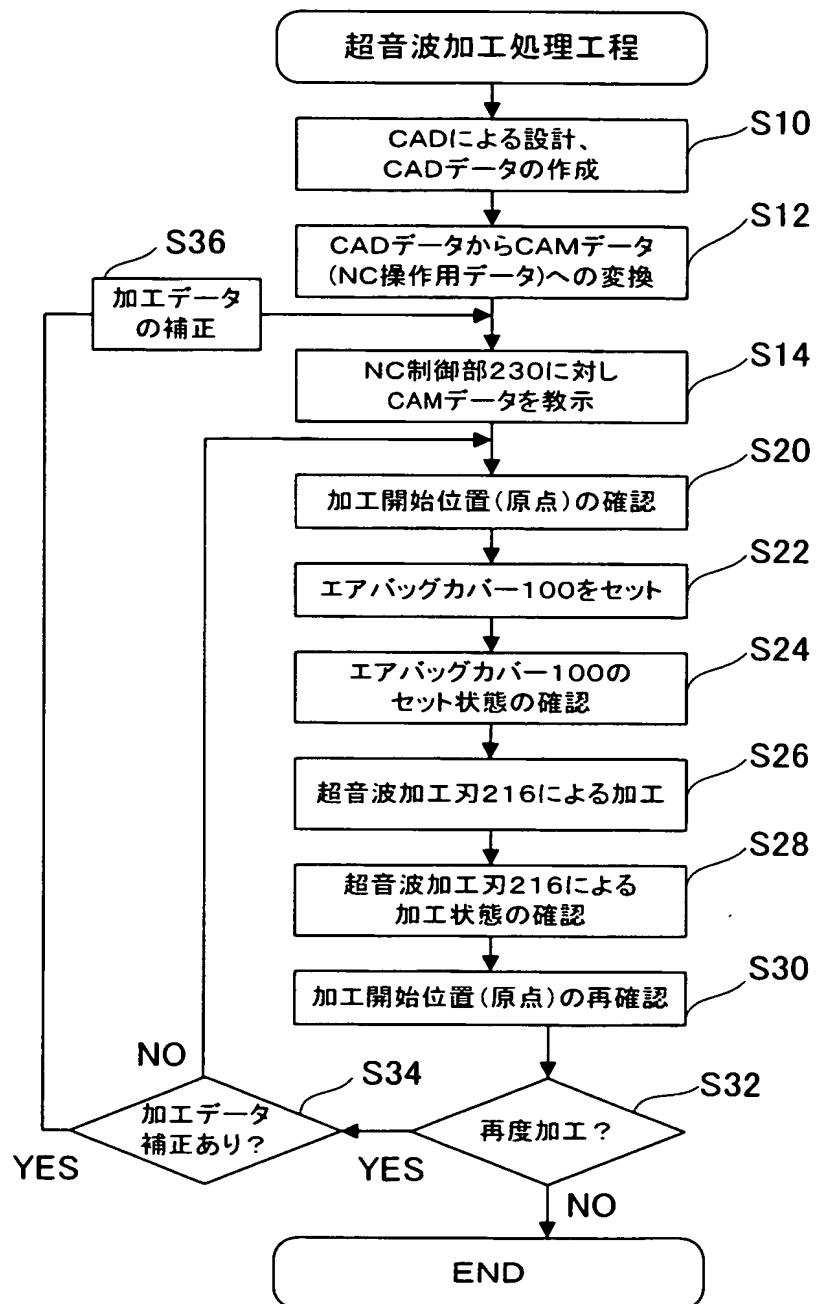 超音波加工処理工程
S10
CADによる設計、
CADデータの作成
S12
CADデータからCAMデータ
(NC操作用データ)への変換
S36
加工データ
の補正
S14
NC制御部230に対し
CAMデータを教示
S20
加工開始位置(原点)の確認
S22
エアバッグカバー100をセット
S24
エアバッグカバー100の
セット状態の確認
S26
超音波加工刃216による加工
S28
超音波加工刃216による
加工状態の確認
S30
加工開始位置(原点)の再確認
S32
再度加工?
YES
NO
S34
加工データ
補正あり?
NO
YES
END